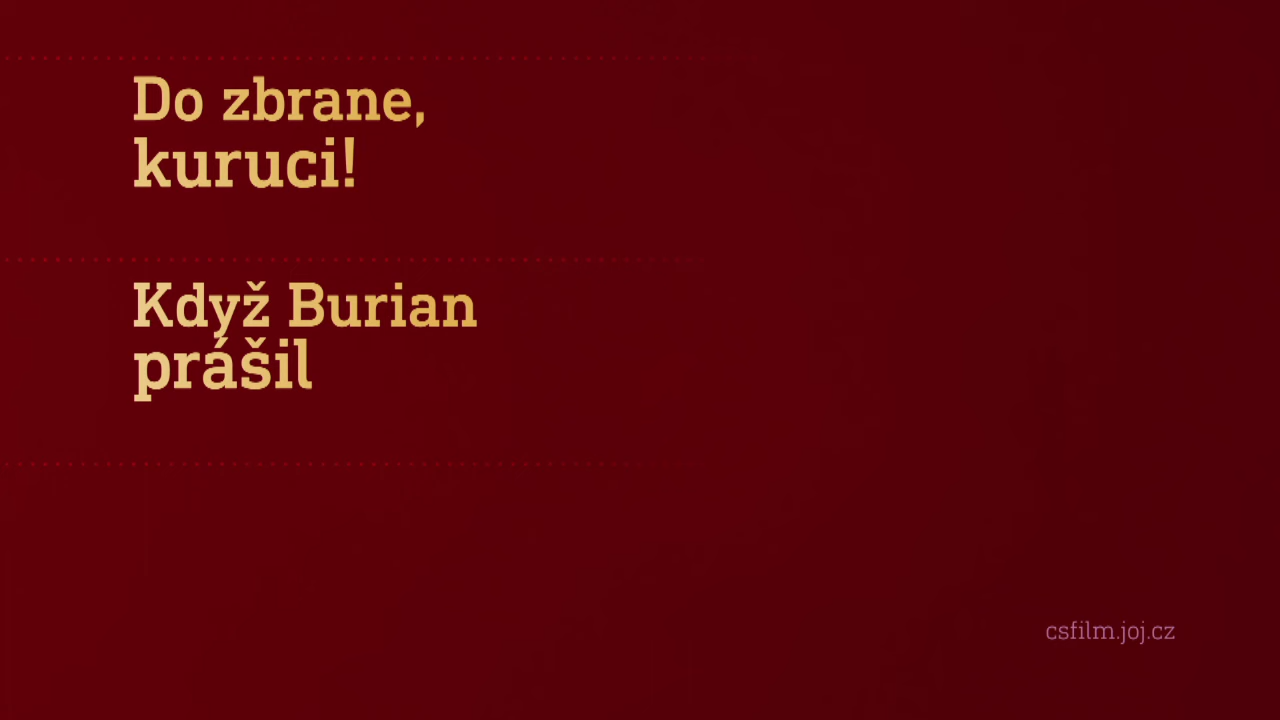 Do zbrane,
kuruci!
Když Burian
prášil
csfilm.joj.cz